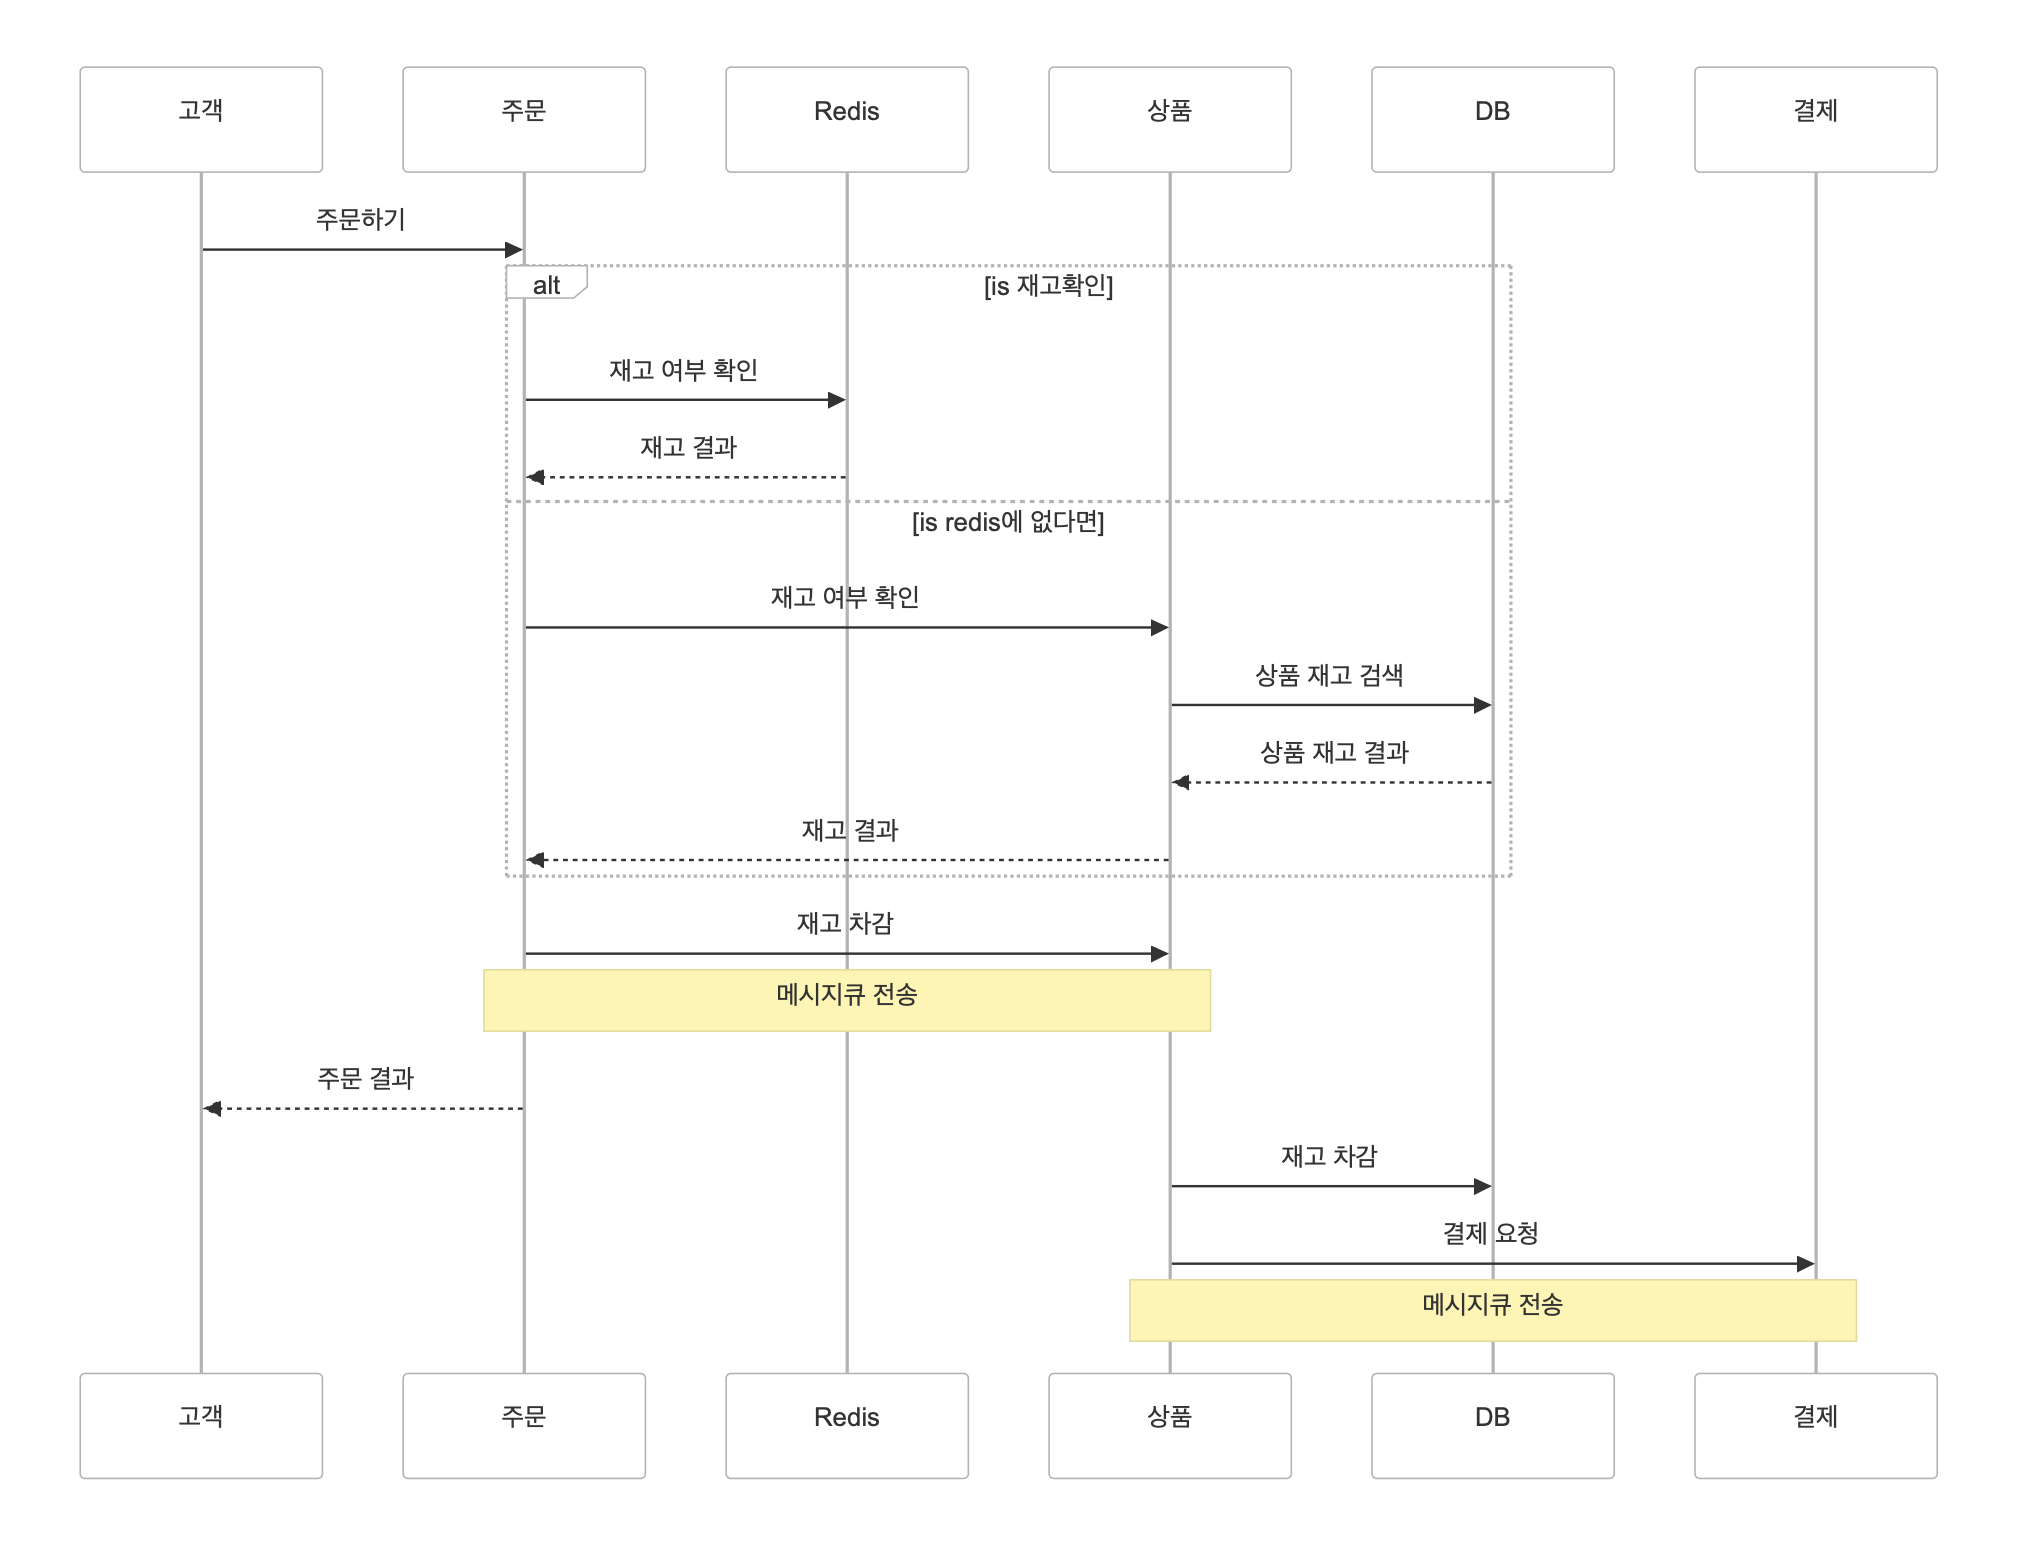 고객
주문
Redis
상품
DB
결제
주문하기
alt
[is 재고확인]
재고 여부 확인
재고 결과
[is redis에 없다면]
재고 여부 확인
상품 재고 검색
상품 재고 결과
재고 결과
재고 차감
메시지큐 전송
주문 결과
재고 차감
결제 요청
메시지큐 전송
고객
주문
Redis
상품
DB
결제